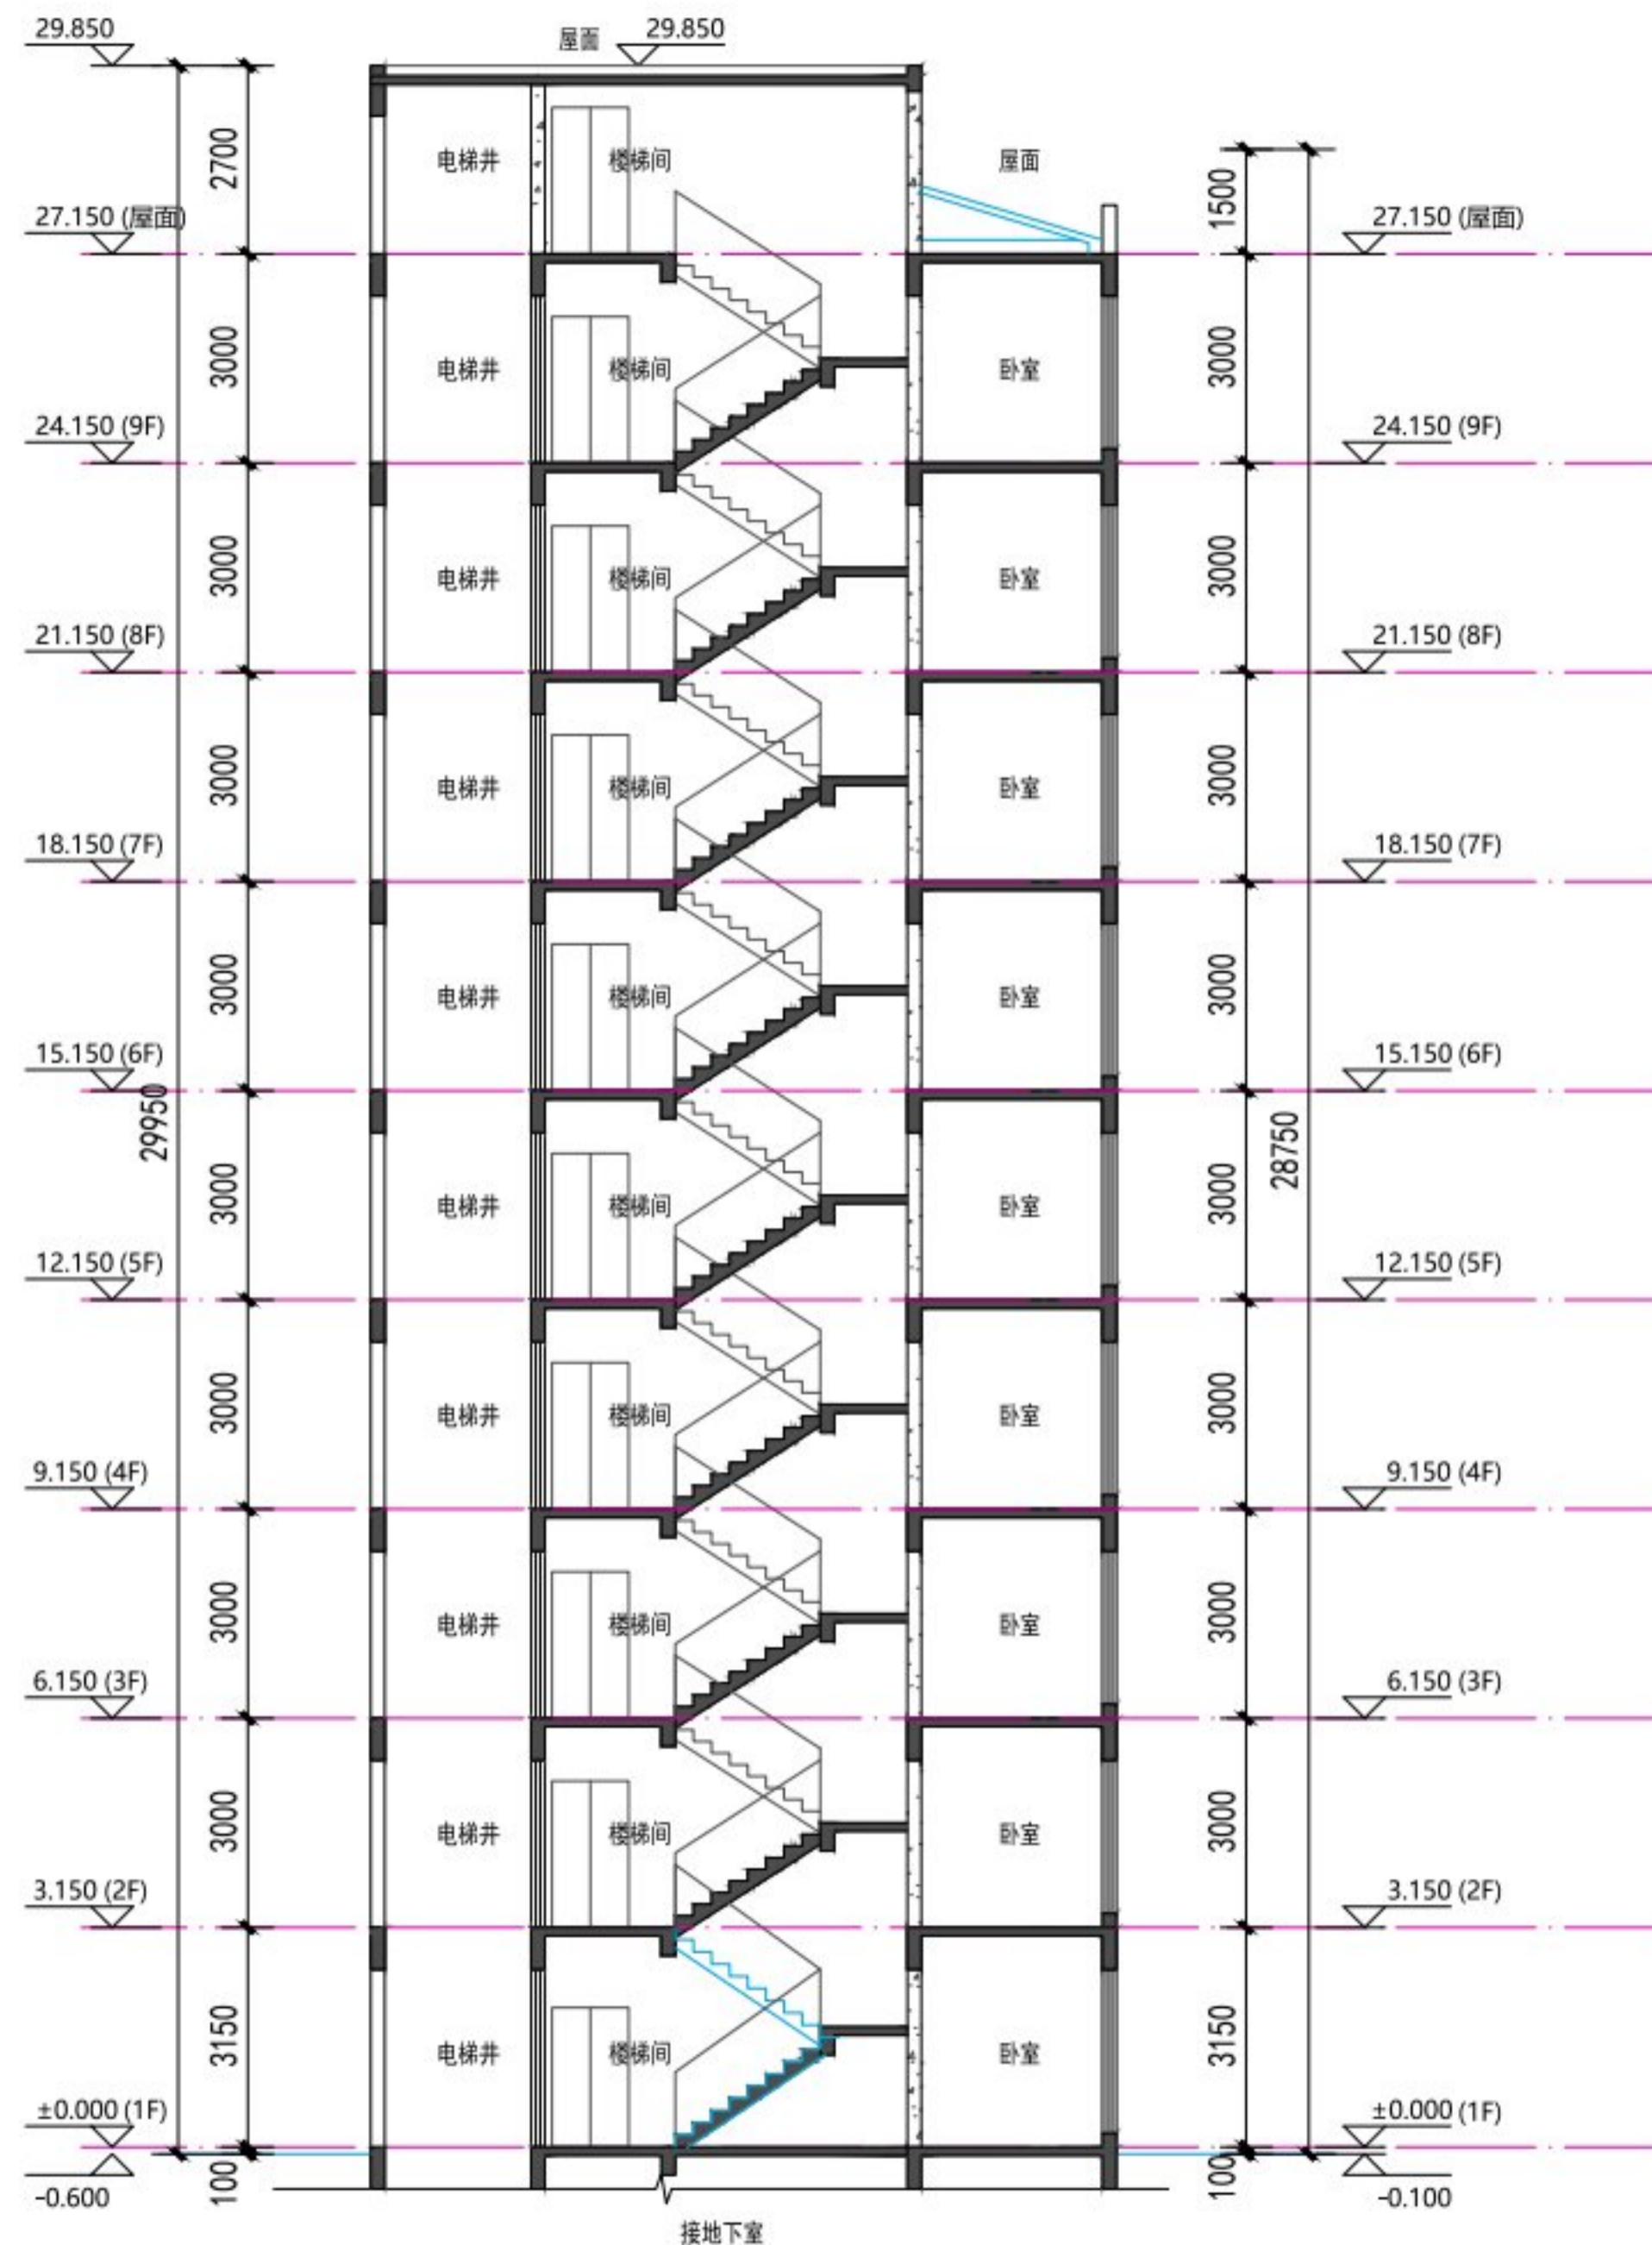 29.850
屋面 29.850
2700
电梯井 楼梯间 屋面
1500
27.150 (屋面)
27.150 (屋面)
3000
电梯井 楼梯间 卧室
3000
24.150 (9F)
24.150 (9F)
3000
电梯井 楼梯间 卧室
3000
21.150 (8F)
21.150 (8F)
3000
电梯井 楼梯间 卧室
3000
18.150 (7F)
18.150 (7F)
3000
电梯井 楼梯间 卧室
3000
15.150 (6F)
15.150 (6F)
29950
28750
3000
电梯井 楼梯间 卧室
3000
12.150 (5F)
12.150 (5F)
3000
电梯井 楼梯间 卧室
3000
9.150 (4F)
9.150 (4F)
3000
电梯井 楼梯间 卧室
3000
6.150 (3F)
6.150 (3F)
3000
电梯井 楼梯间 卧室
3000
3.150 (2F)
3.150 (2F)
3150
电梯井 楼梯间 卧室
3150
±0.000 (1F)
±0.000 (1F)
100
100
-0.600
-0.100
接地下室